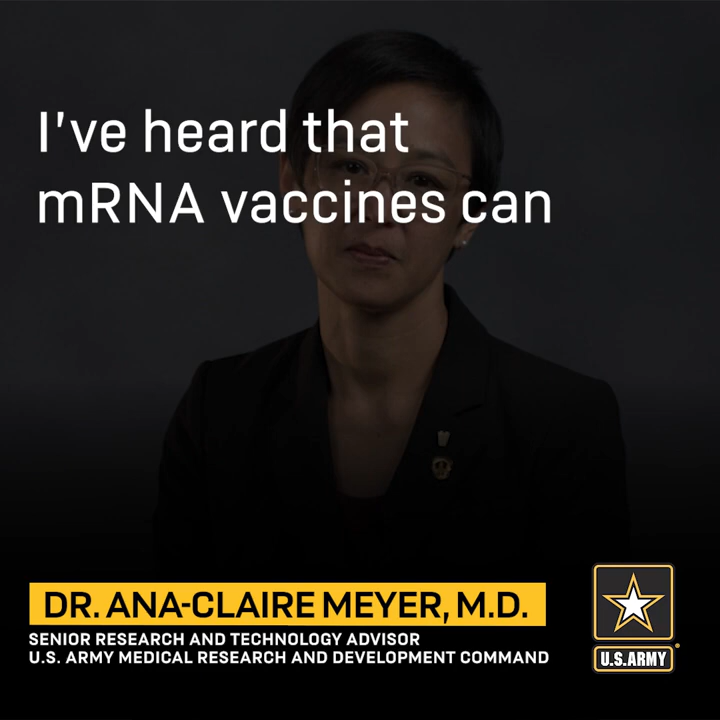 I've heard that
mRNA vaccines can
DR. ANA-CLAIRE MEYER, M.D.
SENIOR RESEARCH AND TECHNOLOGY ADVISOR
U.S. ARMY MEDICAL RESEARCH AND DEVELOPMENT COMMAND
U.S.ARMY